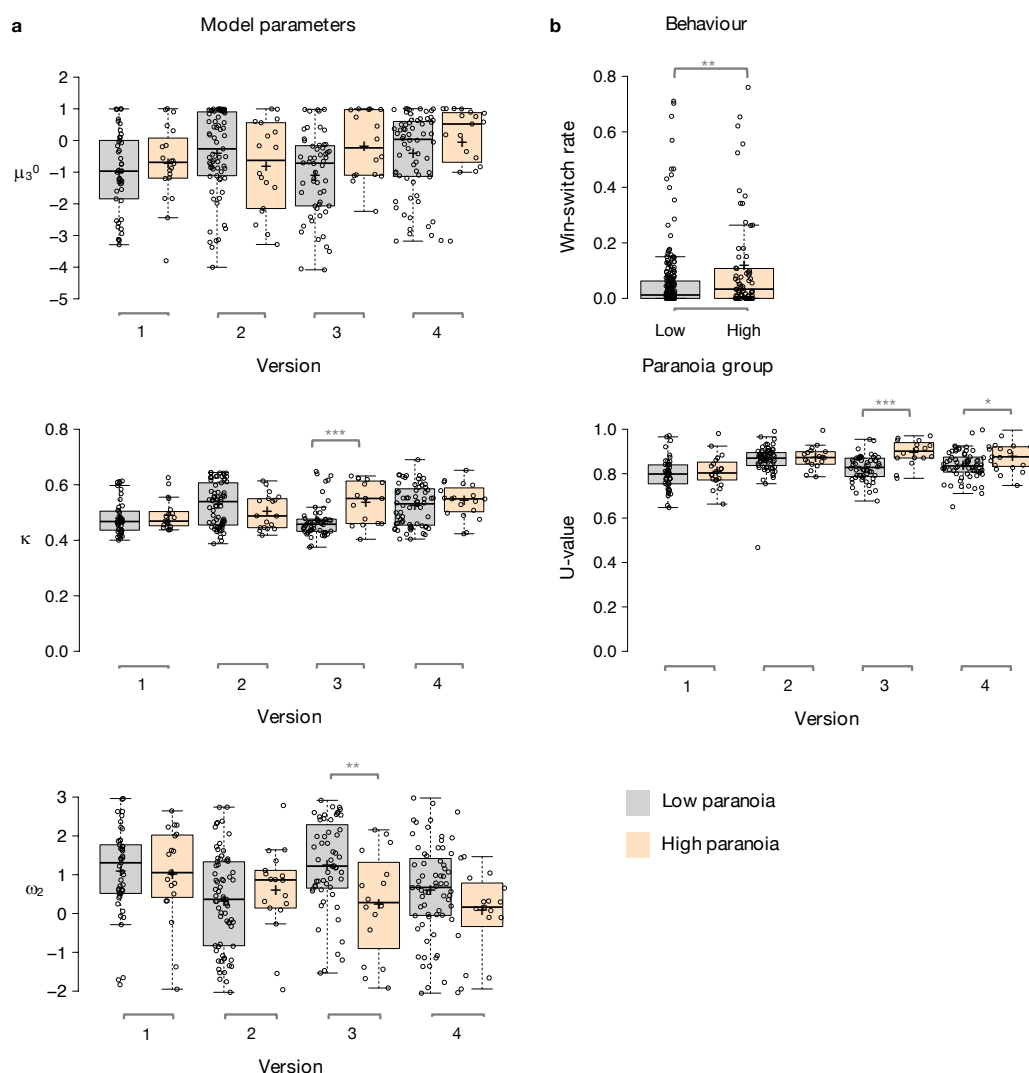 a
Model parameters
2
1
0
−1
−2
−3
−4
−5
μ₃⁰
1 2 3 4
Version
0.8
0.6
0.4
0.2
0.0
κ
***
1 2 3 4
Version
3
2
1
0
−1
−2
ω₂
**
1 2 3 4
Version
b
Behaviour
0.8
0.6
0.4
0.2
0.0
Win-switch rate
**
Low High
Paranoia group
1.0
0.8
0.6
0.4
0.2
0.0
U-value
*** *
1 2 3 4
Version
Low paranoia
High paranoia